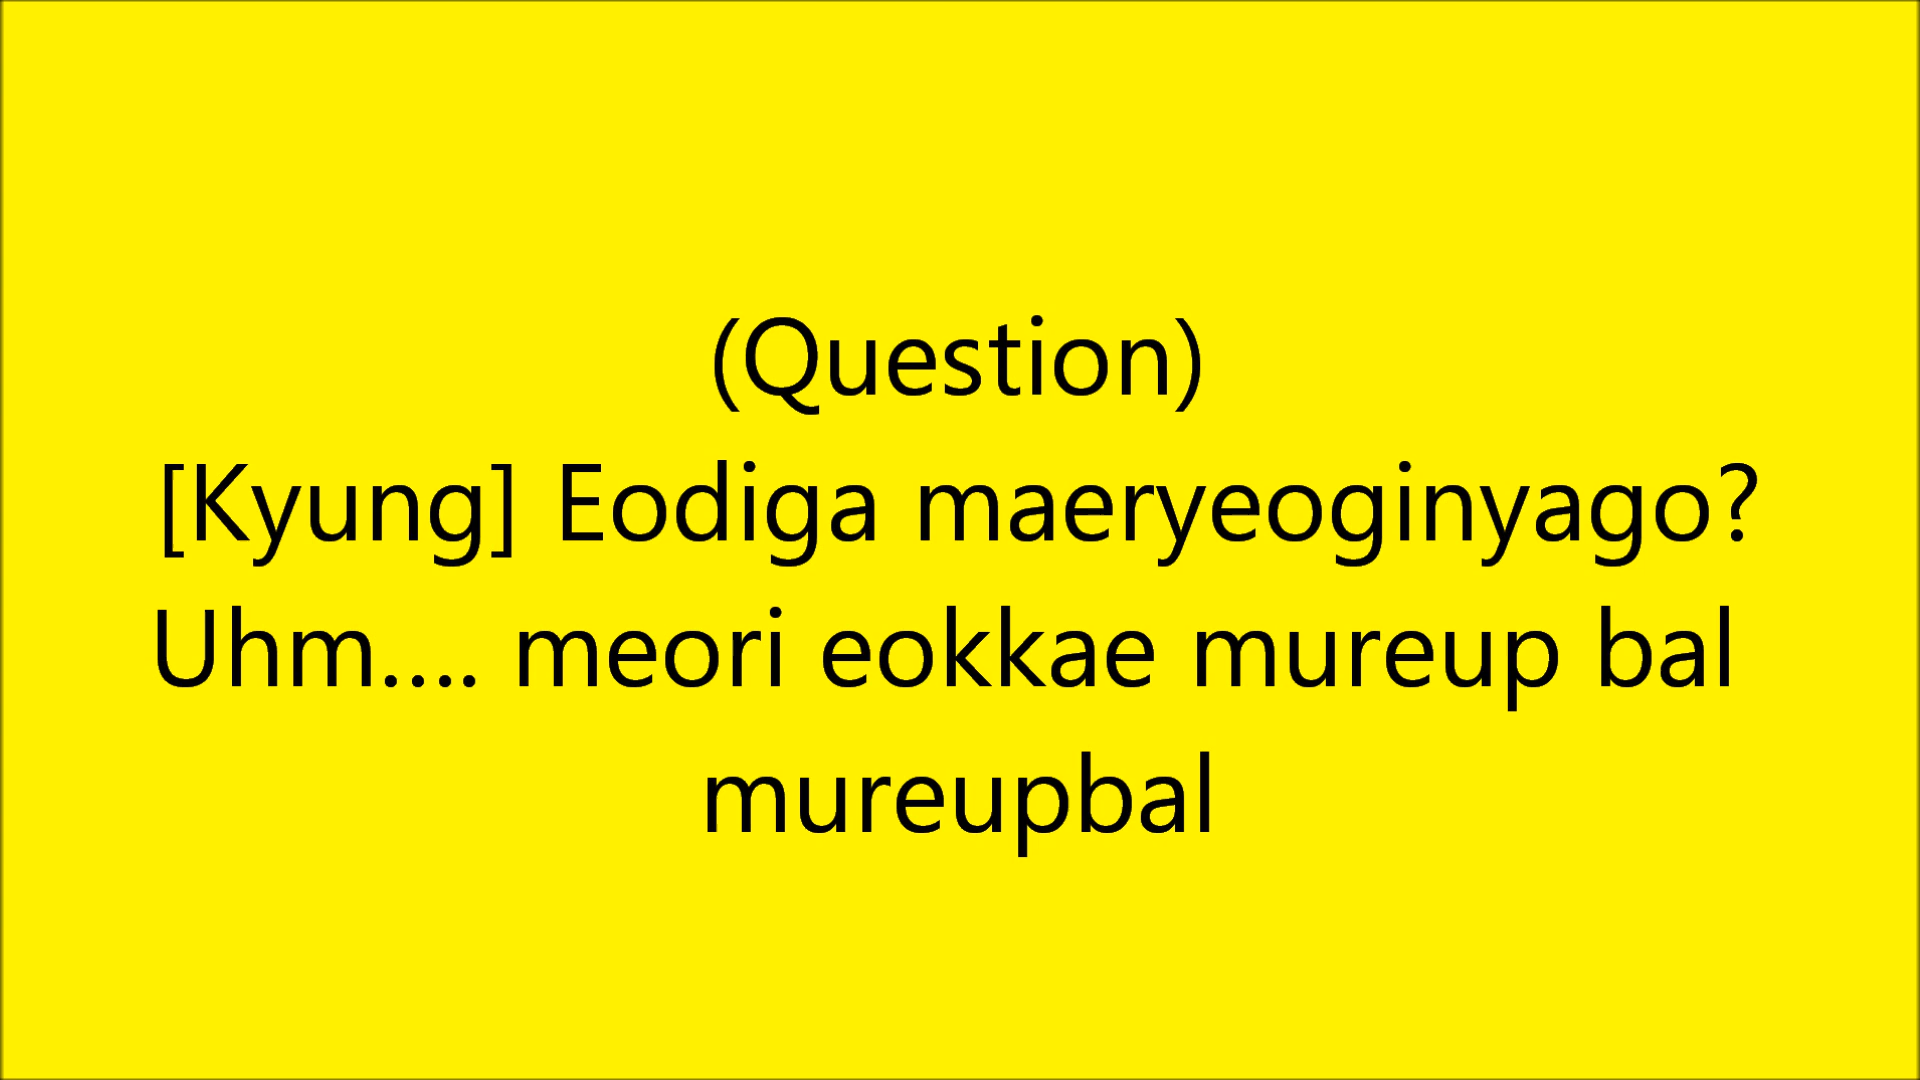 (Question)
[Kyung] Eodiga maeryeoginyago?
Uhm.... meori eokkae mureup bal
mureupbal